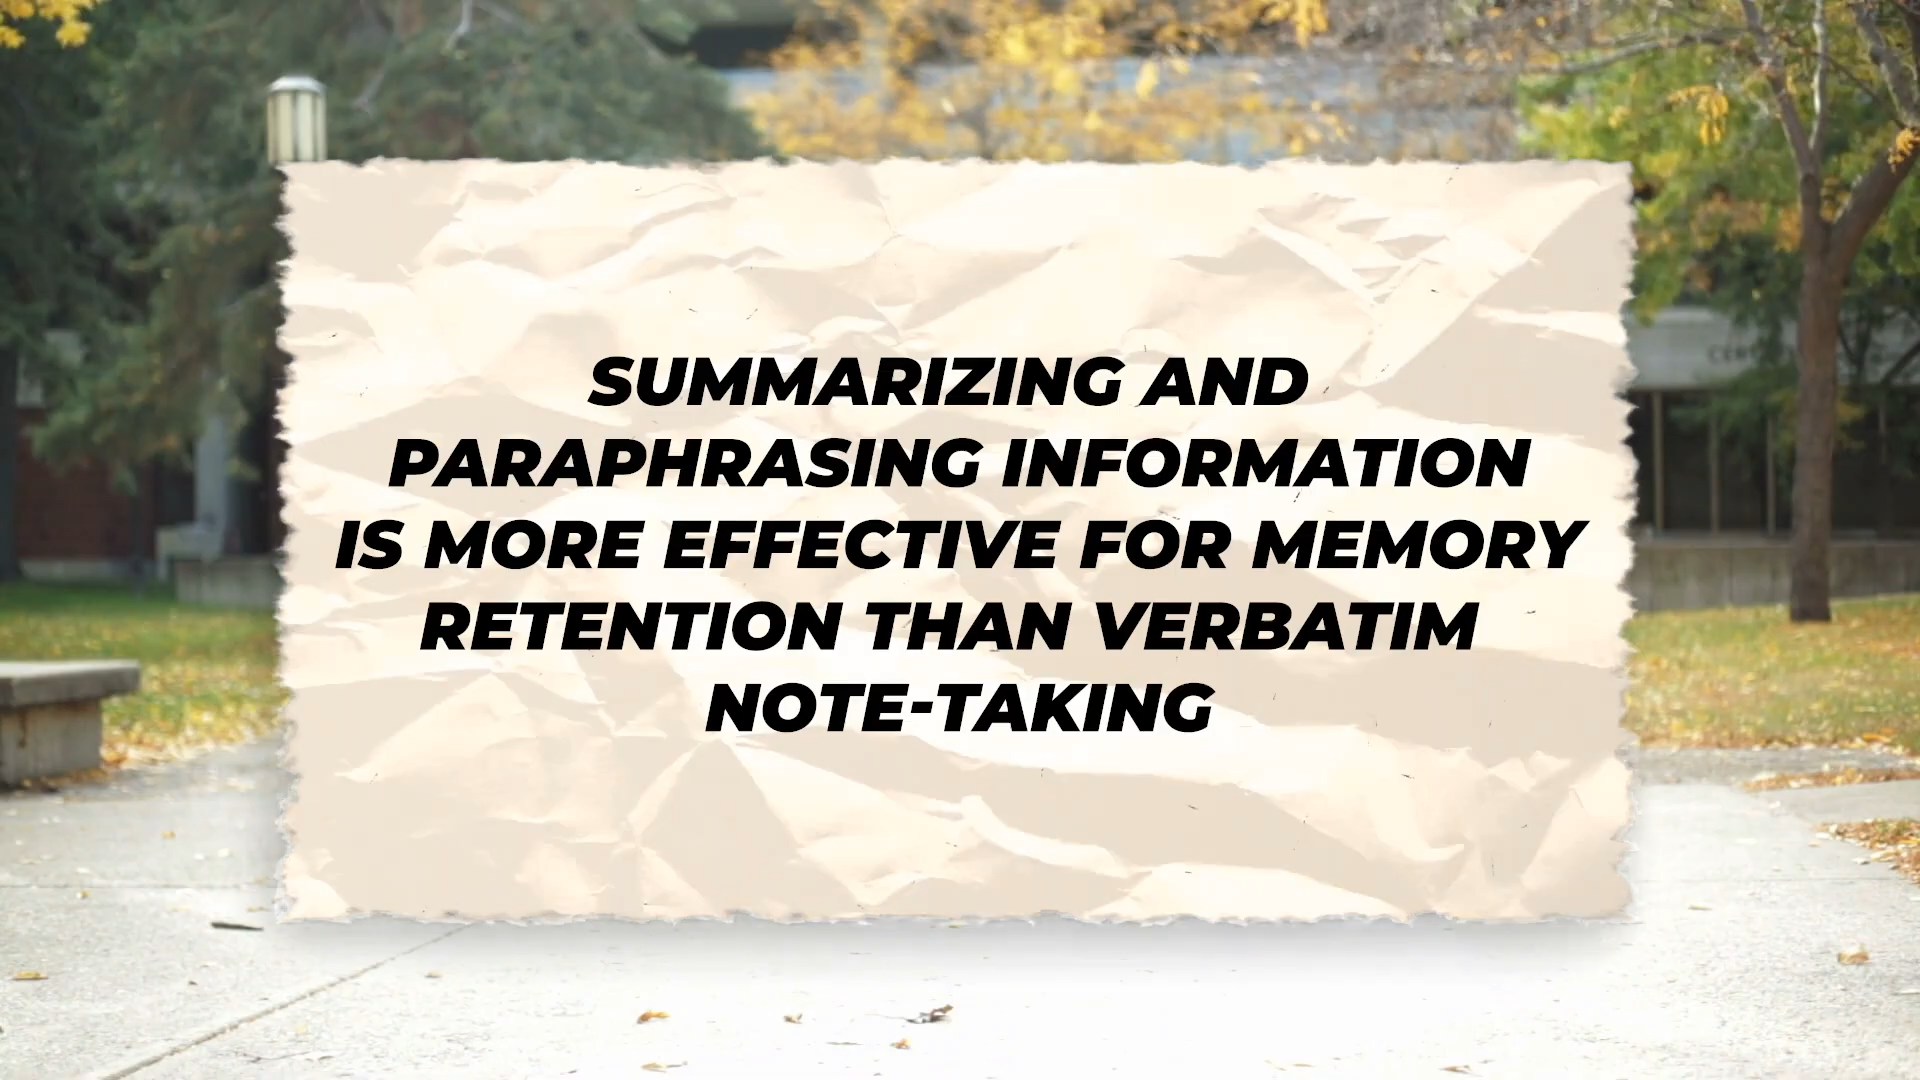 SUMMARIZING AND
PARAPHRASING INFORMATION
IS MORE EFFECTIVE FOR MEMORY
RETENTION THAN VERBATIM
NOTE-TAKING